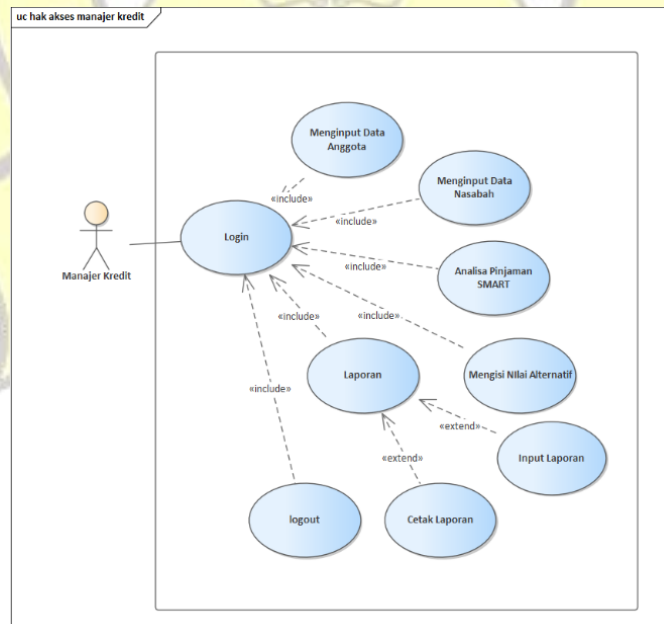 uc hak akses manajer kredit
Menginput Data
Anggota
Menginput Data
Nasabah
«include»
«include»
Login
Manajer Kredit
«include»
Analisa Pinjaman
SMART
«include»
«include»
Laporan
Mengisi NIlai Alternatif
«include»
«extend»
Input Laporan
«extend»
logout
Cetak Laporan